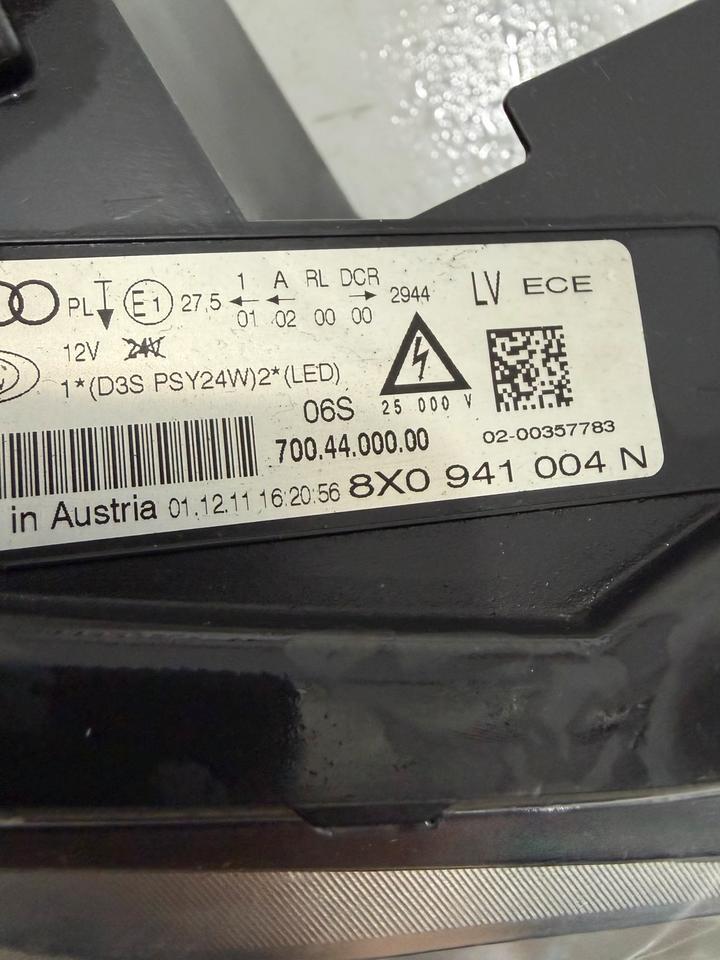 1 A RL DCR
PL E1 27,5 2944 LV ECE
01 02 00 00
12V 24V
1*(D3S PSY24W)2*(LED)
06S 25 000 V
700.44.000.00 02-00357783
in Austria 01.12.11 16:20:56 8X0 941 004 N